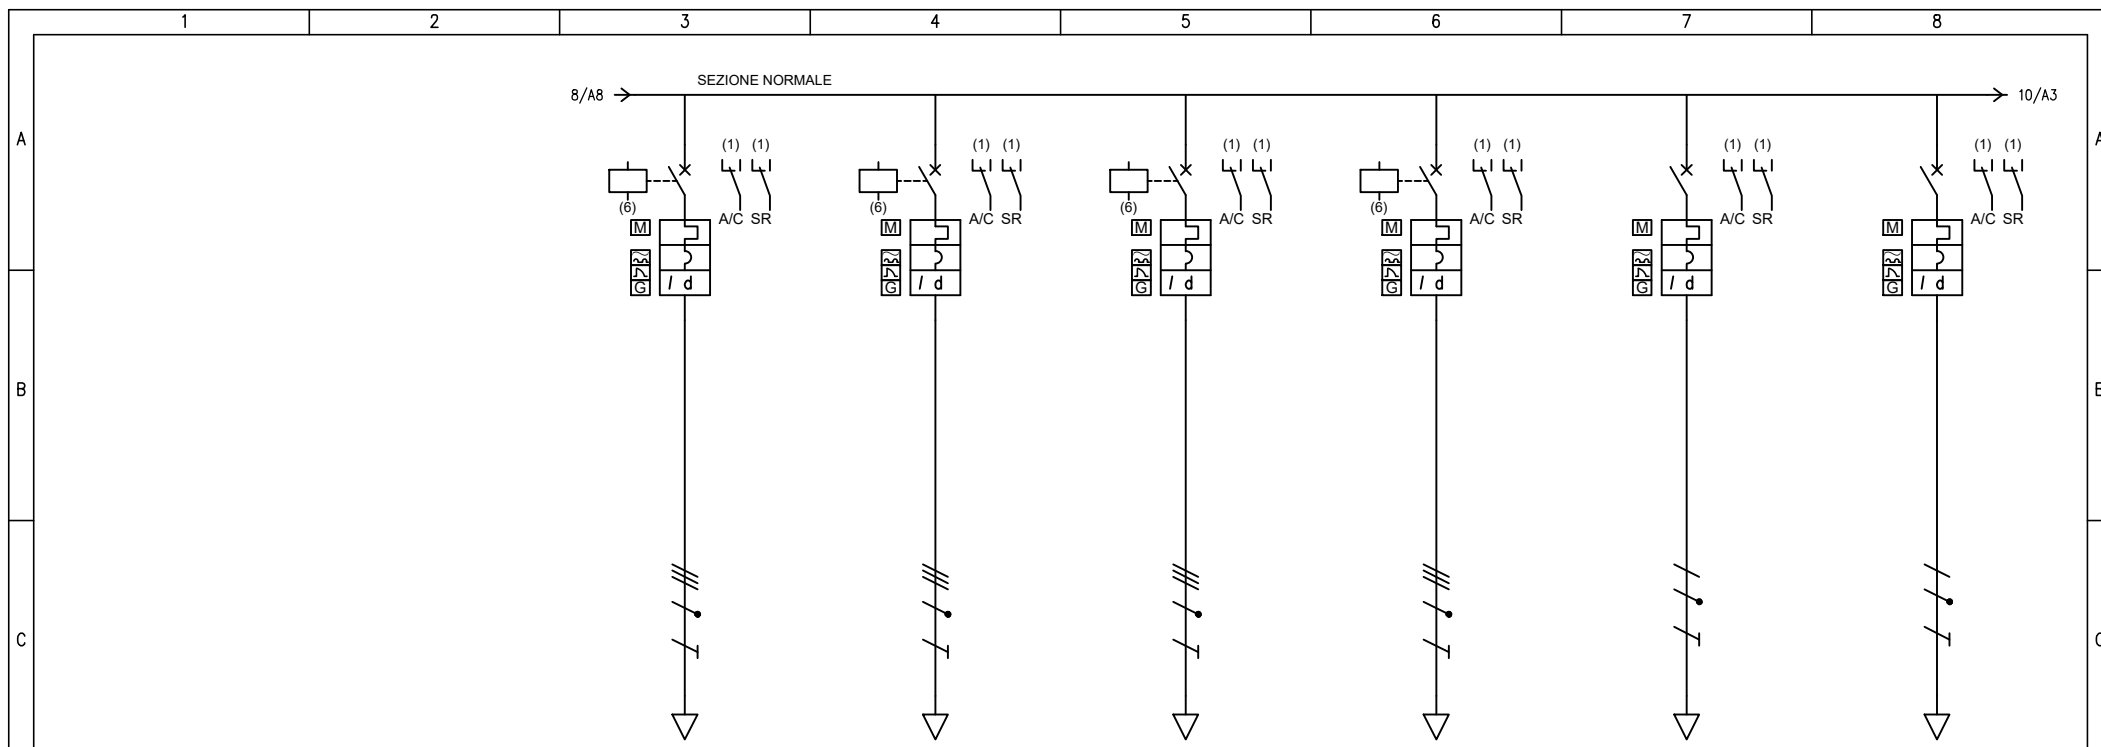 1 2 3 4 5 6 7 8
SEZIONE NORMALE
8/A8 10/A3
A A
(1) (1) (1) (1) (1) (1) (1) (1) (1) (1) (1) (1)
(6) (6) (6) (6)
A/C SR A/C SR A/C SR A/C SR A/C SR A/C SR
M M M M M M
I d I d I d I d I d I d
G G G G G G
B B
C C